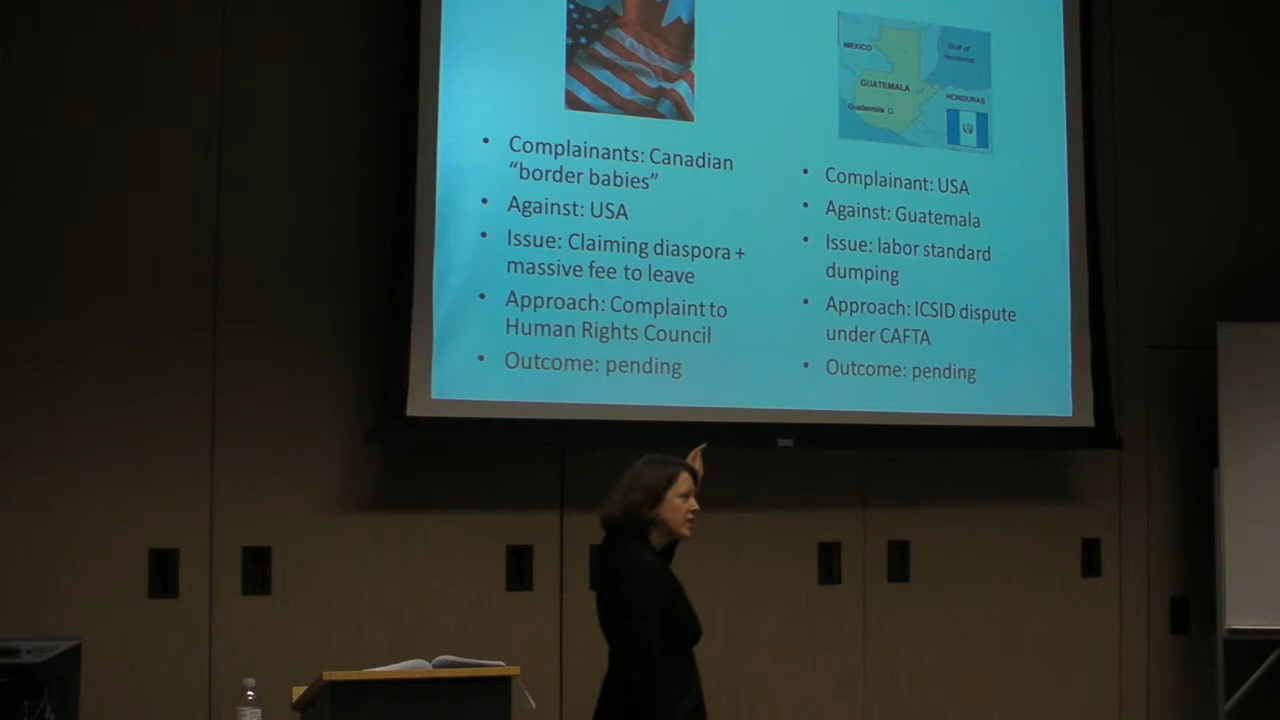 • Complainants: Canadian
“border babies”
• Against: USA
• Issue: Claiming diaspora +
massive fee to leave
• Approach: Complaint to
Human Rights Council
• Outcome: pending
MEXICO
Gulf of
Honduras
GUATEMALA
HONDURAS
Guatemala
• Complainant: USA
• Against: Guatemala
• Issue: labor standard
dumping
• Approach: ICSID dispute
under CAFTA
• Outcome: pending